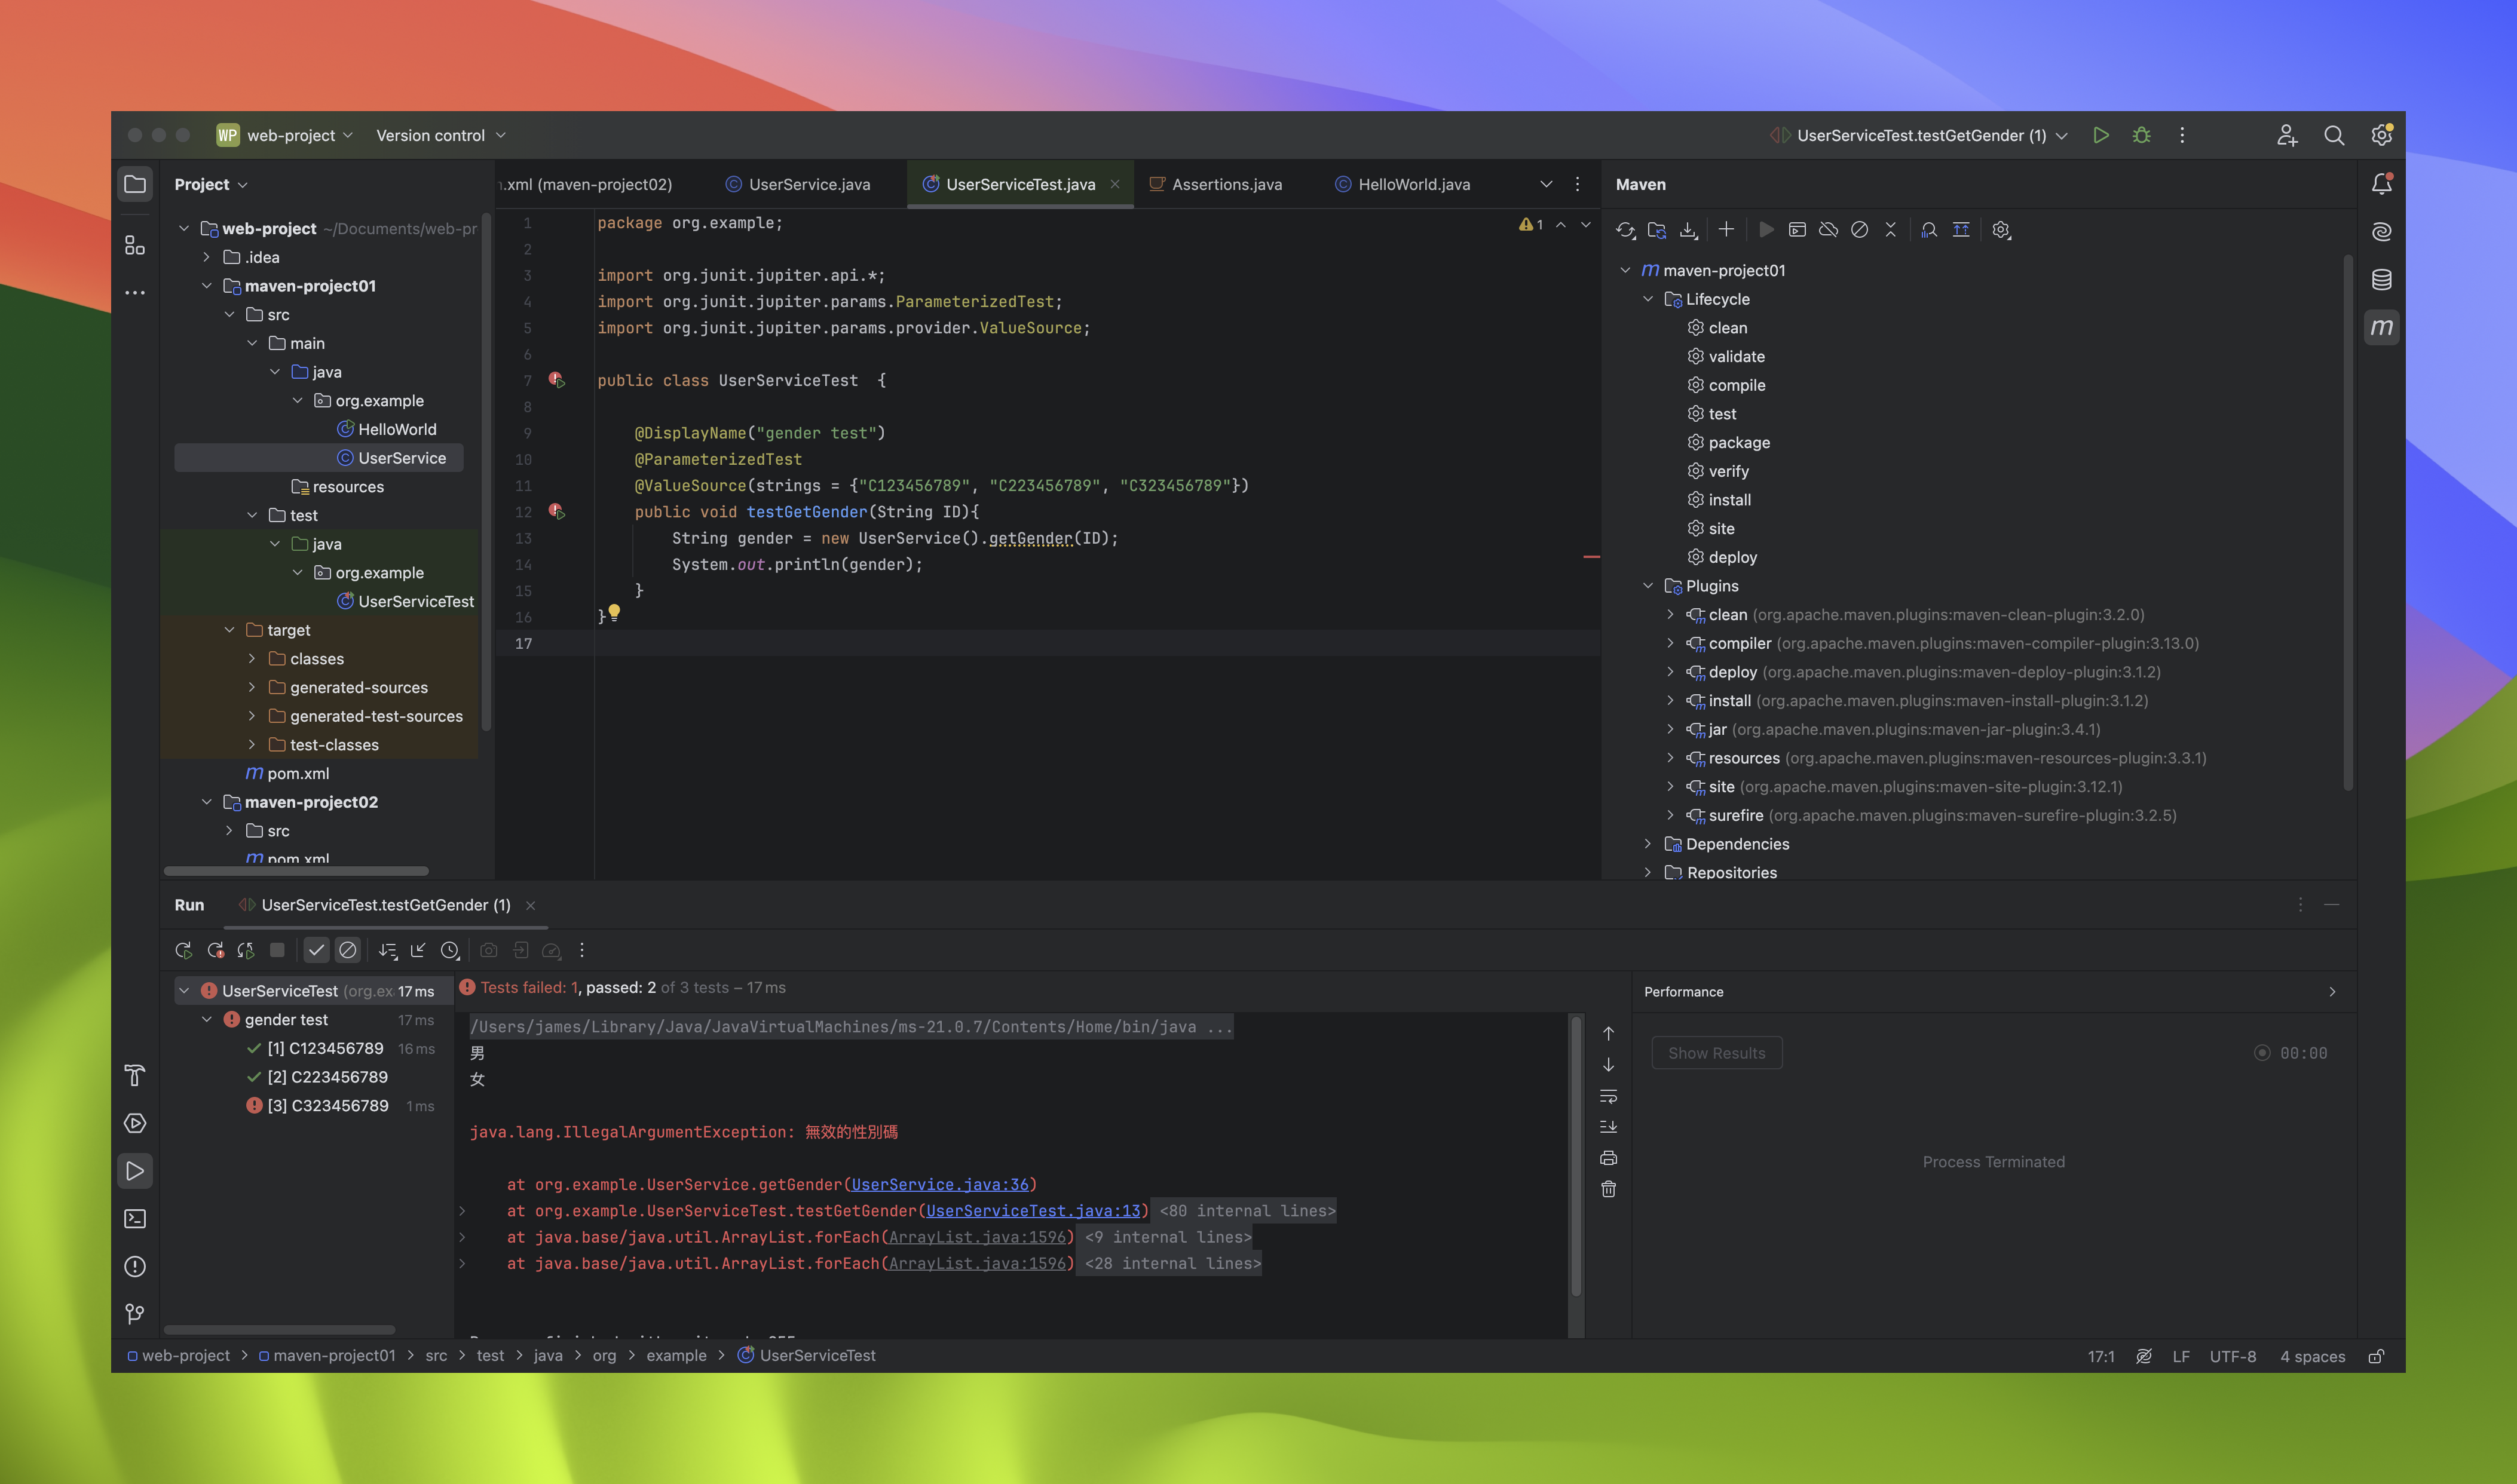 WP web-project
Version control
UserServiceTest.testGetGender (1)
Project
.xml (maven-project02)
UserService.java
UserServiceTest.java
Assertions.java
HelloWorld.java
Maven
web-project ~/Documents/web-pr
.idea
maven-project01
src
main
java
org.example
HelloWorld
UserService
resources
test
java
org.example
UserServiceTest
target
classes
generated-sources
generated-test-sources
test-classes
m pom.xml
maven-project02
src
m pom.xml
1 package org.example;
2
3 import org.junit.jupiter.api.*;
4 import org.junit.jupiter.params.ParameterizedTest;
5 import org.junit.jupiter.params.provider.ValueSource;
6
7 public class UserServiceTest  {
8
9 @DisplayName("gender test")
10 @ParameterizedTest
11 @ValueSource(strings = {"C123456789", "C223456789", "C323456789"})
12 public void testGetGender(String ID){
13 String gender = new UserService().getGender(ID);
14 System.out.println(gender);
15 }
16 }
17
1
m maven-project01
Lifecycle
clean
validate
compile
test
package
verify
install
site
deploy
Plugins
clean (org.apache.maven.plugins:maven-clean-plugin:3.2.0)
compiler (org.apache.maven.plugins:maven-compiler-plugin:3.13.0)
deploy (org.apache.maven.plugins:maven-deploy-plugin:3.1.2)
install (org.apache.maven.plugins:maven-install-plugin:3.1.2)
jar (org.apache.maven.plugins:maven-jar-plugin:3.4.1)
resources (org.apache.maven.plugins:maven-resources-plugin:3.3.1)
site (org.apache.maven.plugins:maven-site-plugin:3.12.1)
surefire (org.apache.maven.plugins:maven-surefire-plugin:3.2.5)
Dependencies
Repositories
m
Run
UserServiceTest.testGetGender (1)
UserServiceTest (org.ex 17 ms
gender test 17 ms
[1] C123456789 16 ms
[2] C223456789
[3] C323456789 1 ms
Tests failed: 1, passed: 2 of 3 tests – 17 ms
/Users/james/Library/Java/JavaVirtualMachines/ms-21.0.7/Contents/Home/bin/java ...
男
女
java.lang.IllegalArgumentException: 無效的性別碼
at org.example.UserService.getGender(UserService.java:36)
at org.example.UserServiceTest.testGetGender(UserServiceTest.java:13) <80 internal lines>
at java.base/java.util.ArrayList.forEach(ArrayList.java:1596) <9 internal lines>
at java.base/java.util.ArrayList.forEach(ArrayList.java:1596) <28 internal lines>
Performance
Show Results
00:00
Process Terminated
web-project > maven-project01 > src > test > java > org > example > UserServiceTest
17:1
LF
UTF-8
4 spaces